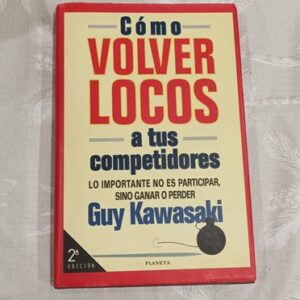 Cómo
VOLVER
LOCOS
a tus
competidores
LO IMPORTANTE NO ES PARTICIPAR,
SINO GANAR O PERDER
Guy Kawasaki
2ª
EDICIÓN
PLANETA